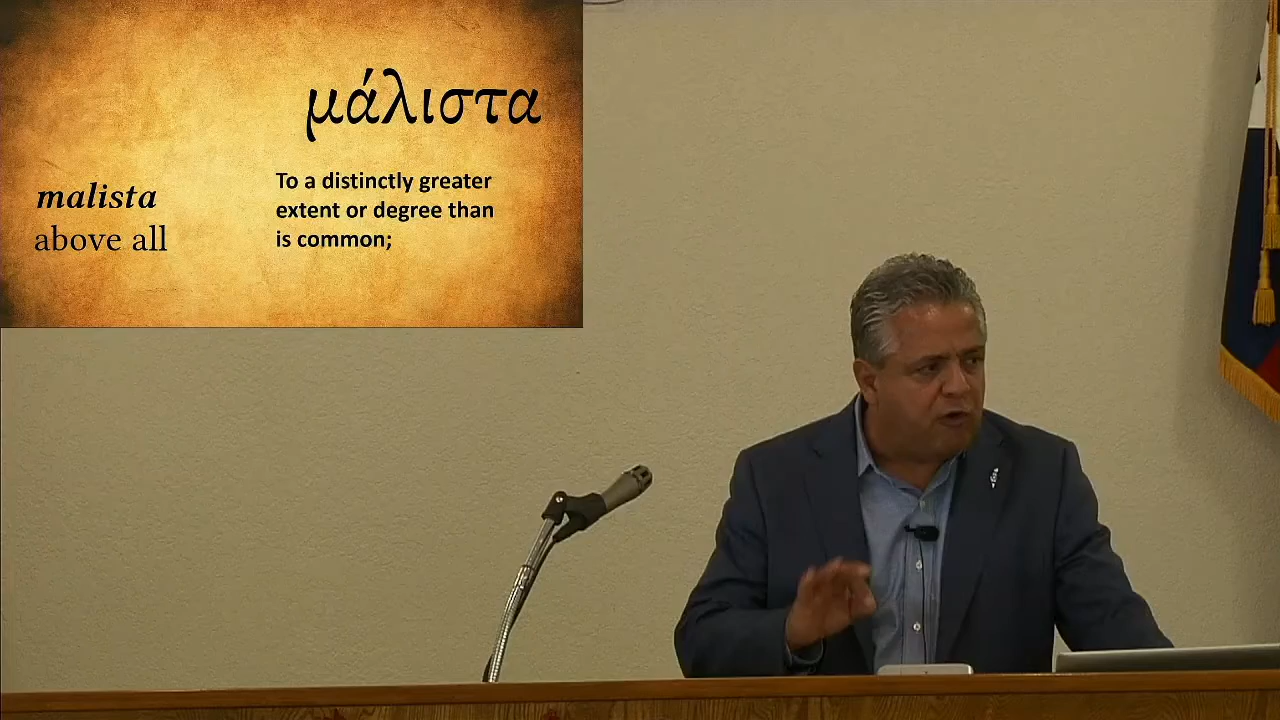 μάλιστα
malista
above all
To a distinctly greater
extent or degree than
is common;